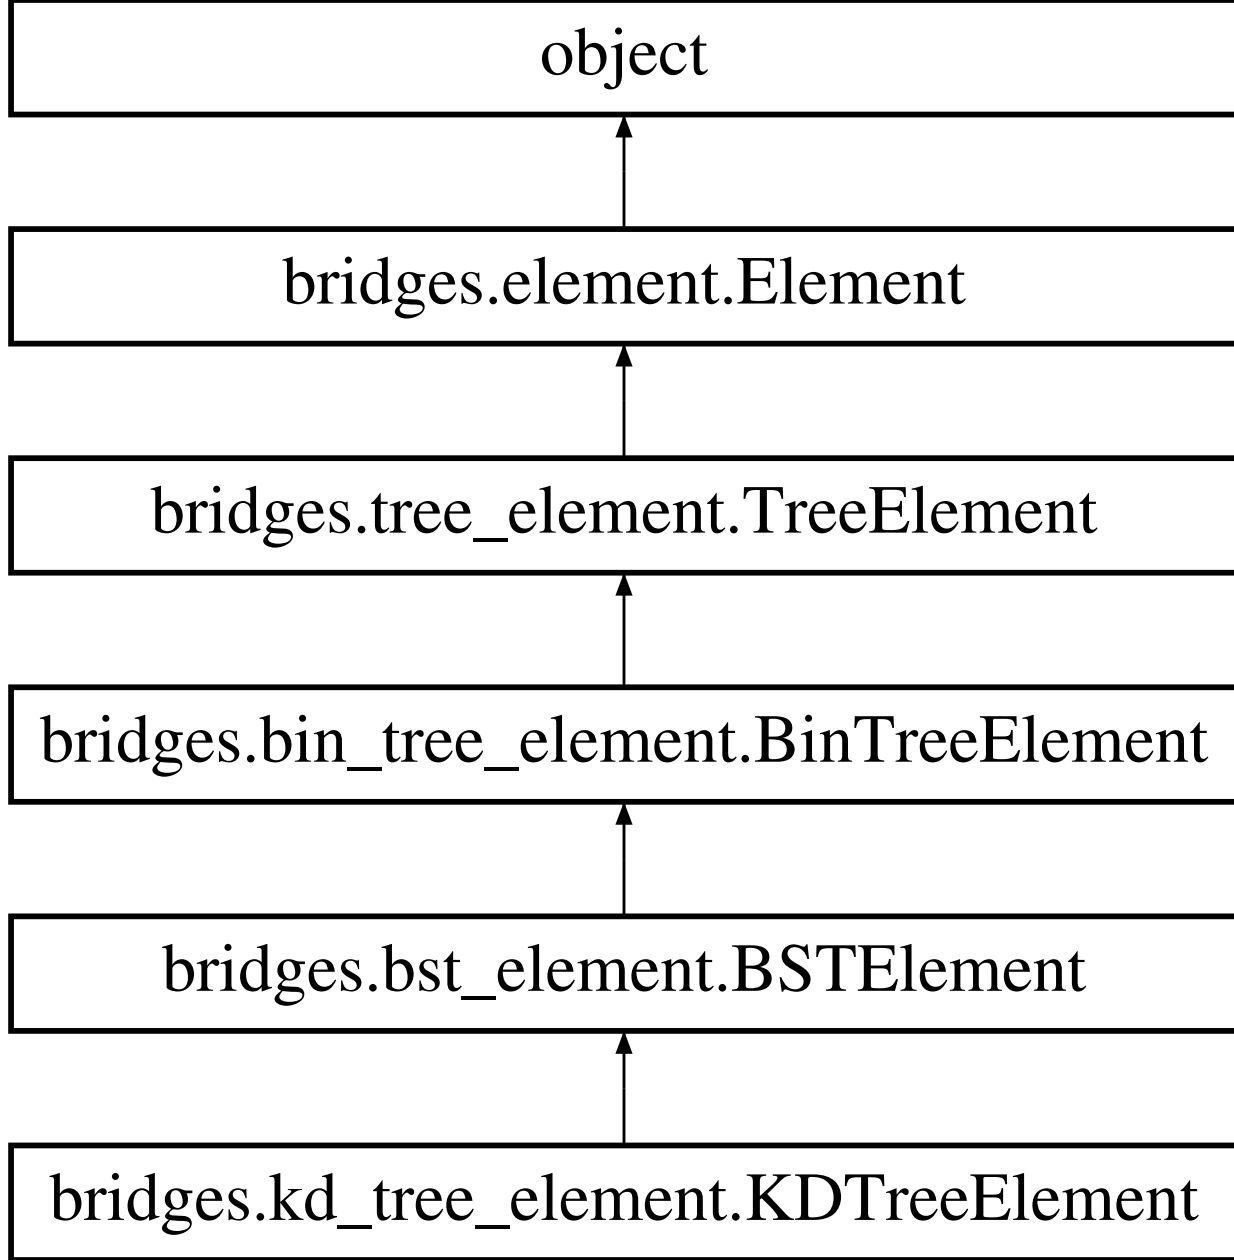 object
bridges.element.Element
bridges.tree_element.TreeElement
bridges.bin_tree_element.BinTreeElement
bridges.bst_element.BSTElement
bridges.kd_tree_element.KDTreeElement